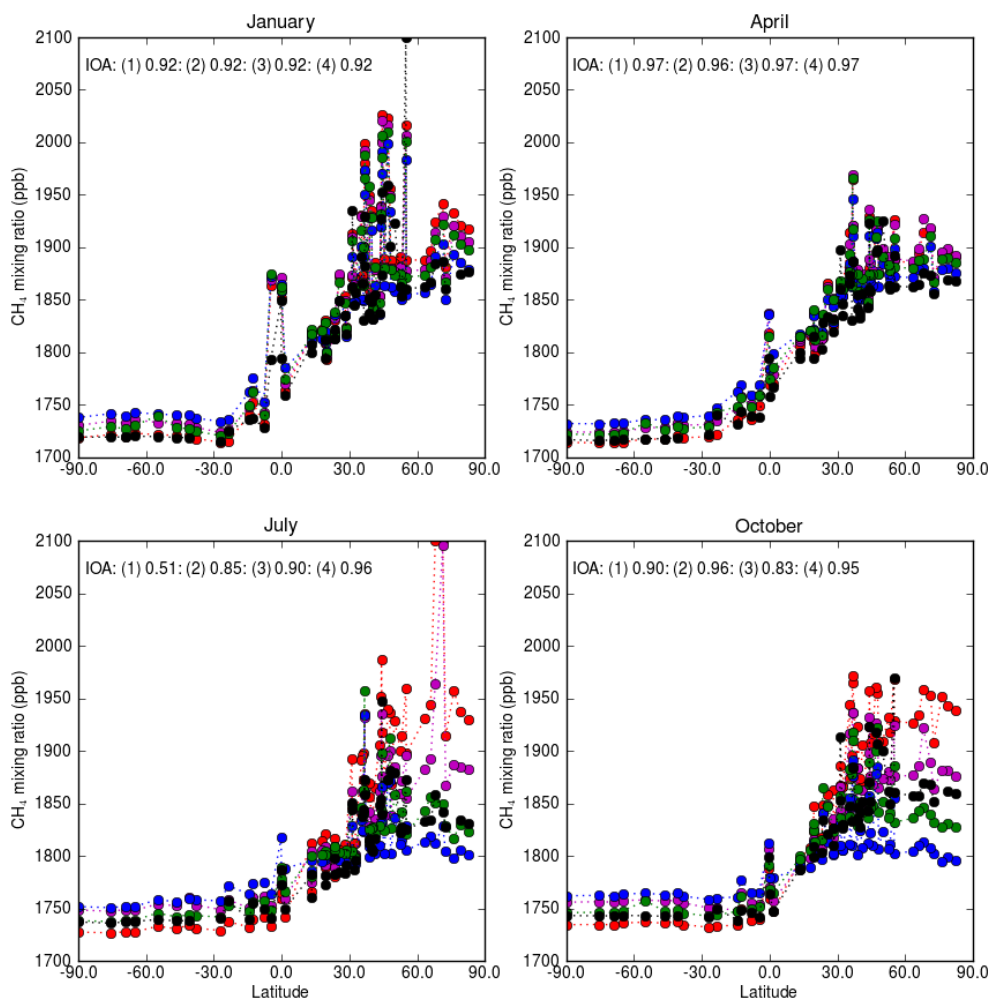 January
April
2100
2050
2000
1950
1900
1850
1800
1750
1700
CH₄ mixing ratio (ppb)
IOA: (1) 0.92: (2) 0.92: (3) 0.92: (4) 0.92
-90.0 -60.0 -30.0 0.0 30.0 60.0 90.0
2100
2050
2000
1950
1900
1850
1800
1750
1700
CH₄ mixing ratio (ppb)
IOA: (1) 0.97: (2) 0.96: (3) 0.97: (4) 0.97
-90.0 -60.0 -30.0 0.0 30.0 60.0 90.0
Latitude
Latitude
July
October
2100
2050
2000
1950
1900
1850
1800
1750
1700
CH₄ mixing ratio (ppb)
IOA: (1) 0.51: (2) 0.85: (3) 0.90: (4) 0.96
-90.0 -60.0 -30.0 0.0 30.0 60.0 90.0
Latitude
2100
2050
2000
1950
1900
1850
1800
1750
1700
CH₄ mixing ratio (ppb)
IOA: (1) 0.90: (2) 0.96: (3) 0.83: (4) 0.95
-90.0 -60.0 -30.0 0.0 30.0 60.0 90.0
Latitude